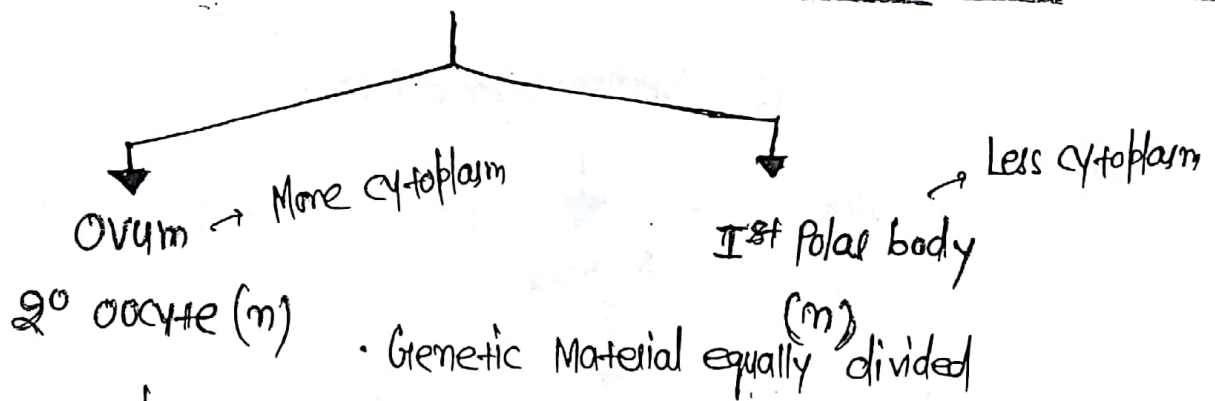 Less cytoplasm
Ovum → More cytoplasm
Ist Polar body
2° oocyte (n)
(n)
• Genetic Material equally divided